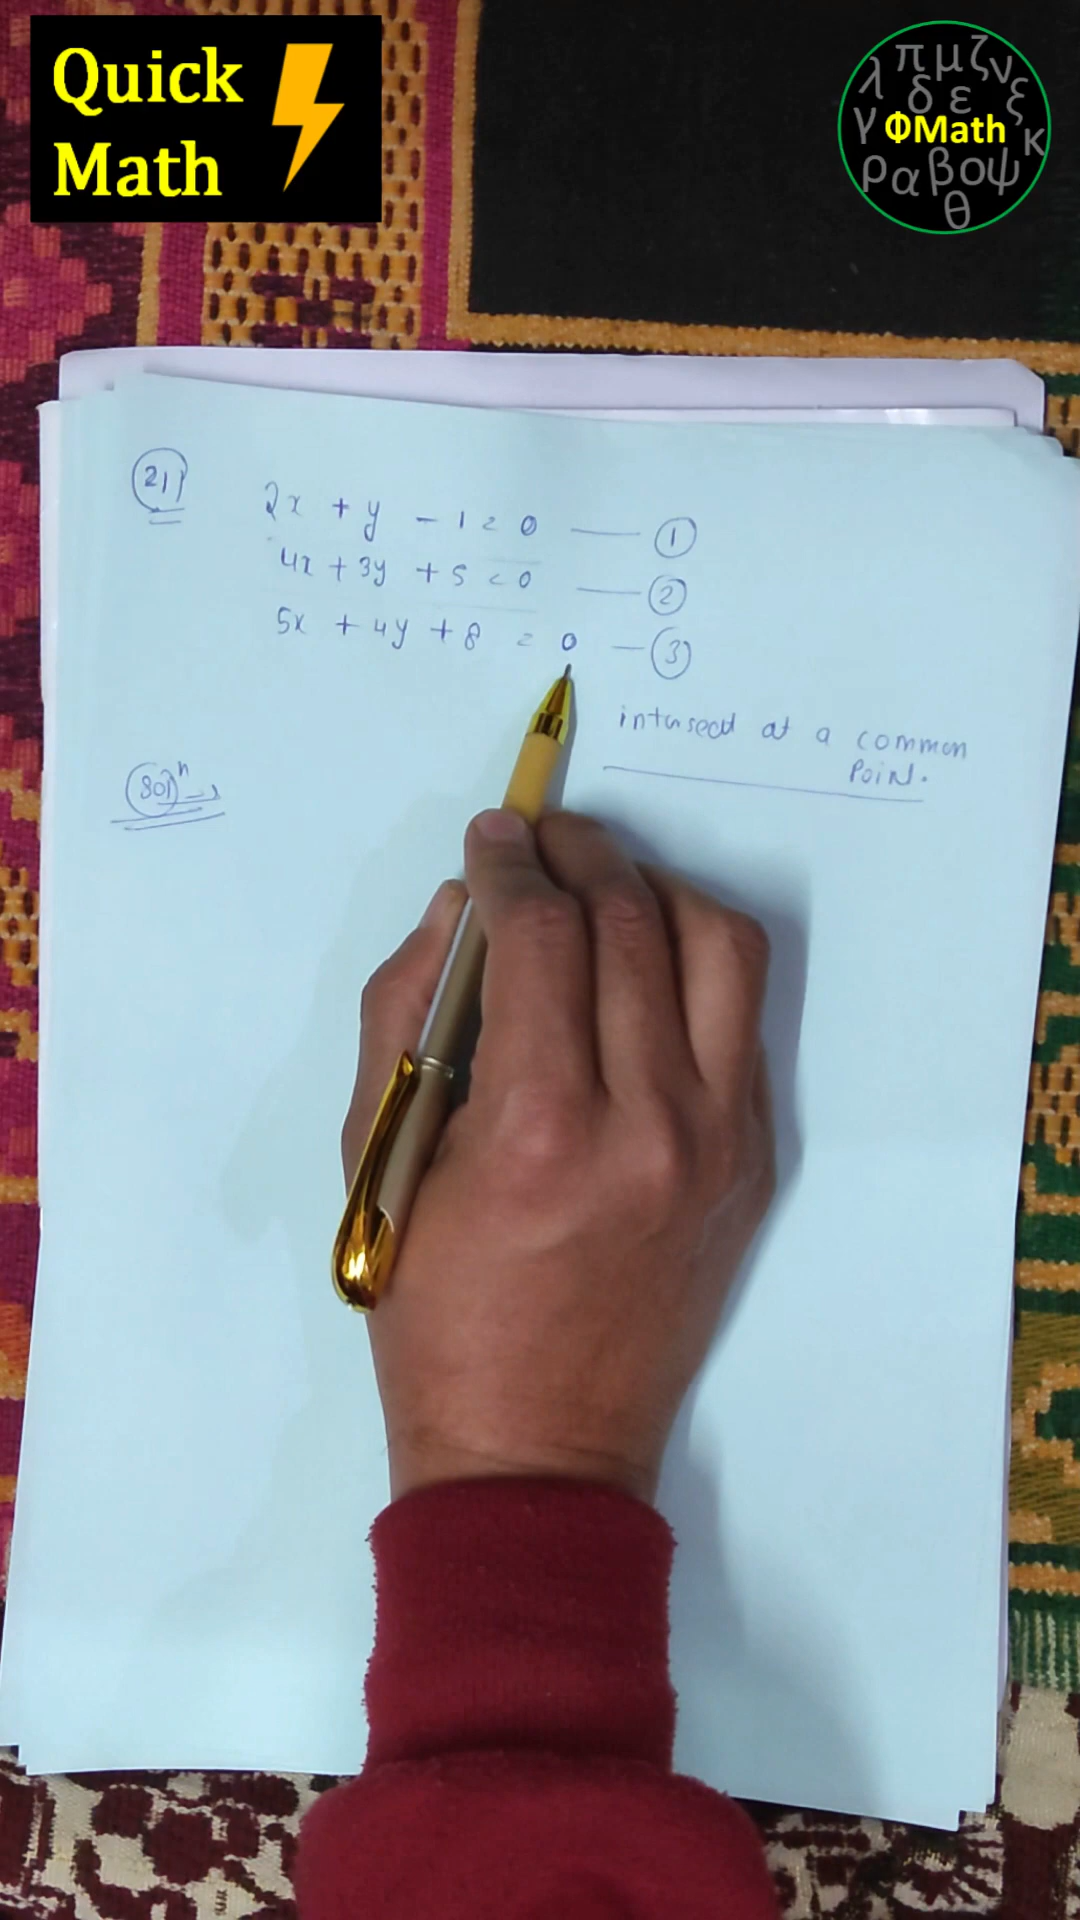 Quick
Math
λ π μ ζ ν ξ
γ δ ε κ
ΦMath
ρ α β ο ψ
θ
21) 2x + y - 1 = 0 — 1
4x + 3y + 5 = 0 — 2
5x + 4y + 8 = 0 — 3
intersect at a common
Point.
Solⁿ →